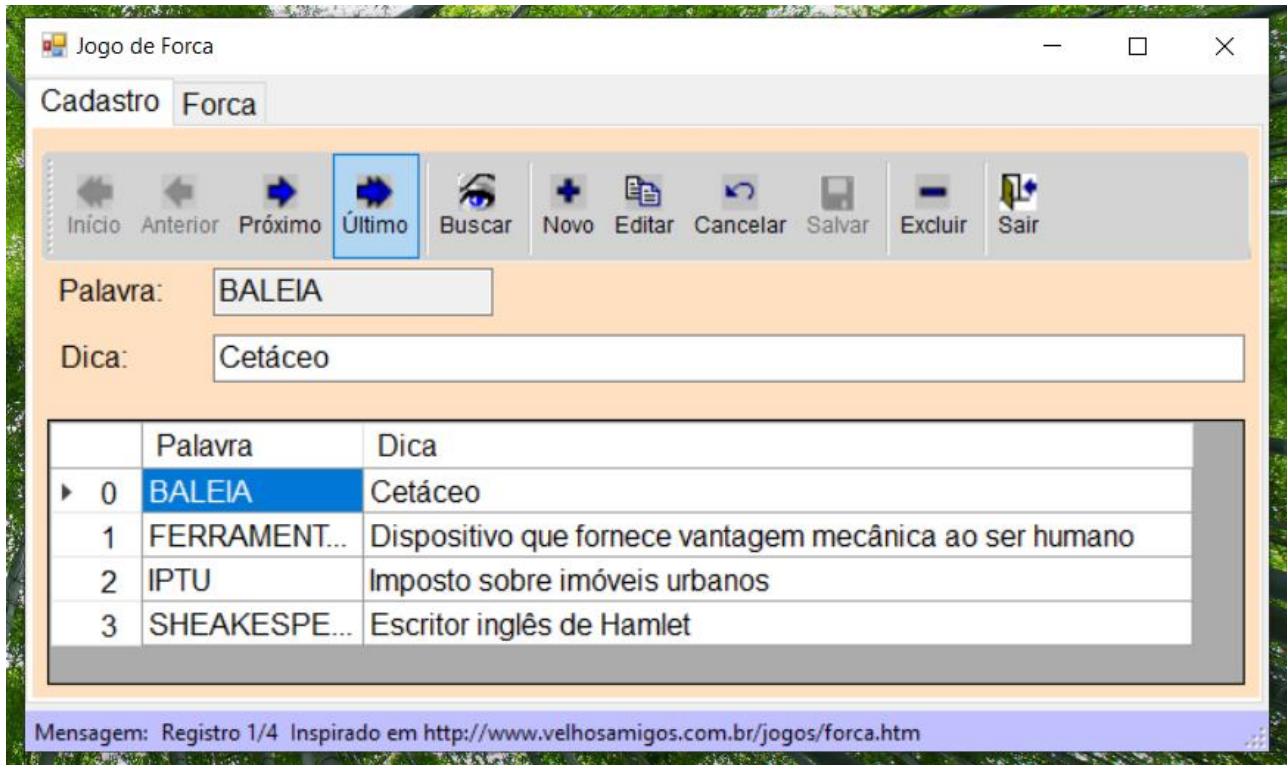 Jogo de Forca
Cadastro Forca
Início Anterior Próximo Último Buscar Novo Editar Cancelar Salvar Excluir Sair
Palavra: BALEIA
Dica: Cetáceo
Palavra Dica
0 BALEIA Cetáceo
1 FERRAMENT... Dispositivo que fornece vantagem mecânica ao ser humano
2 IPTU Imposto sobre imóveis urbanos
3 SHEAKESPE... Escritor inglês de Hamlet
Mensagem: Registro 1/4 Inspirado em http://www.velhosamigos.com.br/jogos/forca.htm